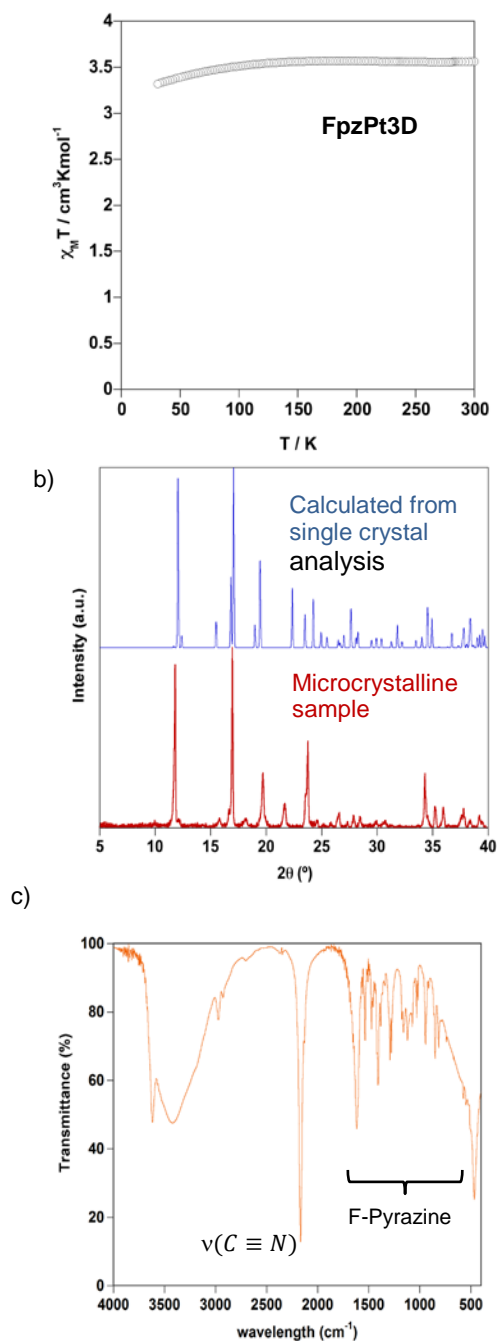 4
3.5
3
2.5
2
1.5
1
0.5
0
χMT / cm³Kmol⁻¹
FpzPt3D
0 50 100 150 200 250 300
T / K
b)
Intensity (a.u.)
Calculated from
single crystal
analysis
Microcrystalline
sample
5 10 15 20 25 30 35 40
2θ (º)
c)
100
80
60
40
20
0
Transmittance (%)
ν(C ≡ N)
F-Pyrazine
4000 3500 3000 2500 2000 1500 1000 500
wavelength (cm⁻¹)